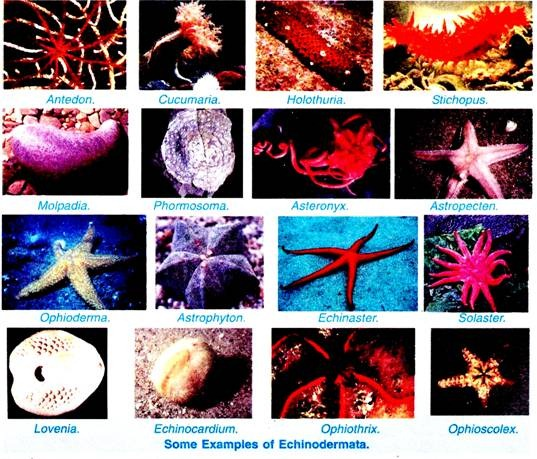 Antedon. Cucumaria. Holothuria. Stichopus.
Molpadia. Phormosoma. Asteronyx. Astropecten.
Ophioderma. Astrophyton. Echinaster. Solaster.
Lovenia. Echinocardium. Ophiothrix. Ophioscolex.
Some Examples of Echinodermata.